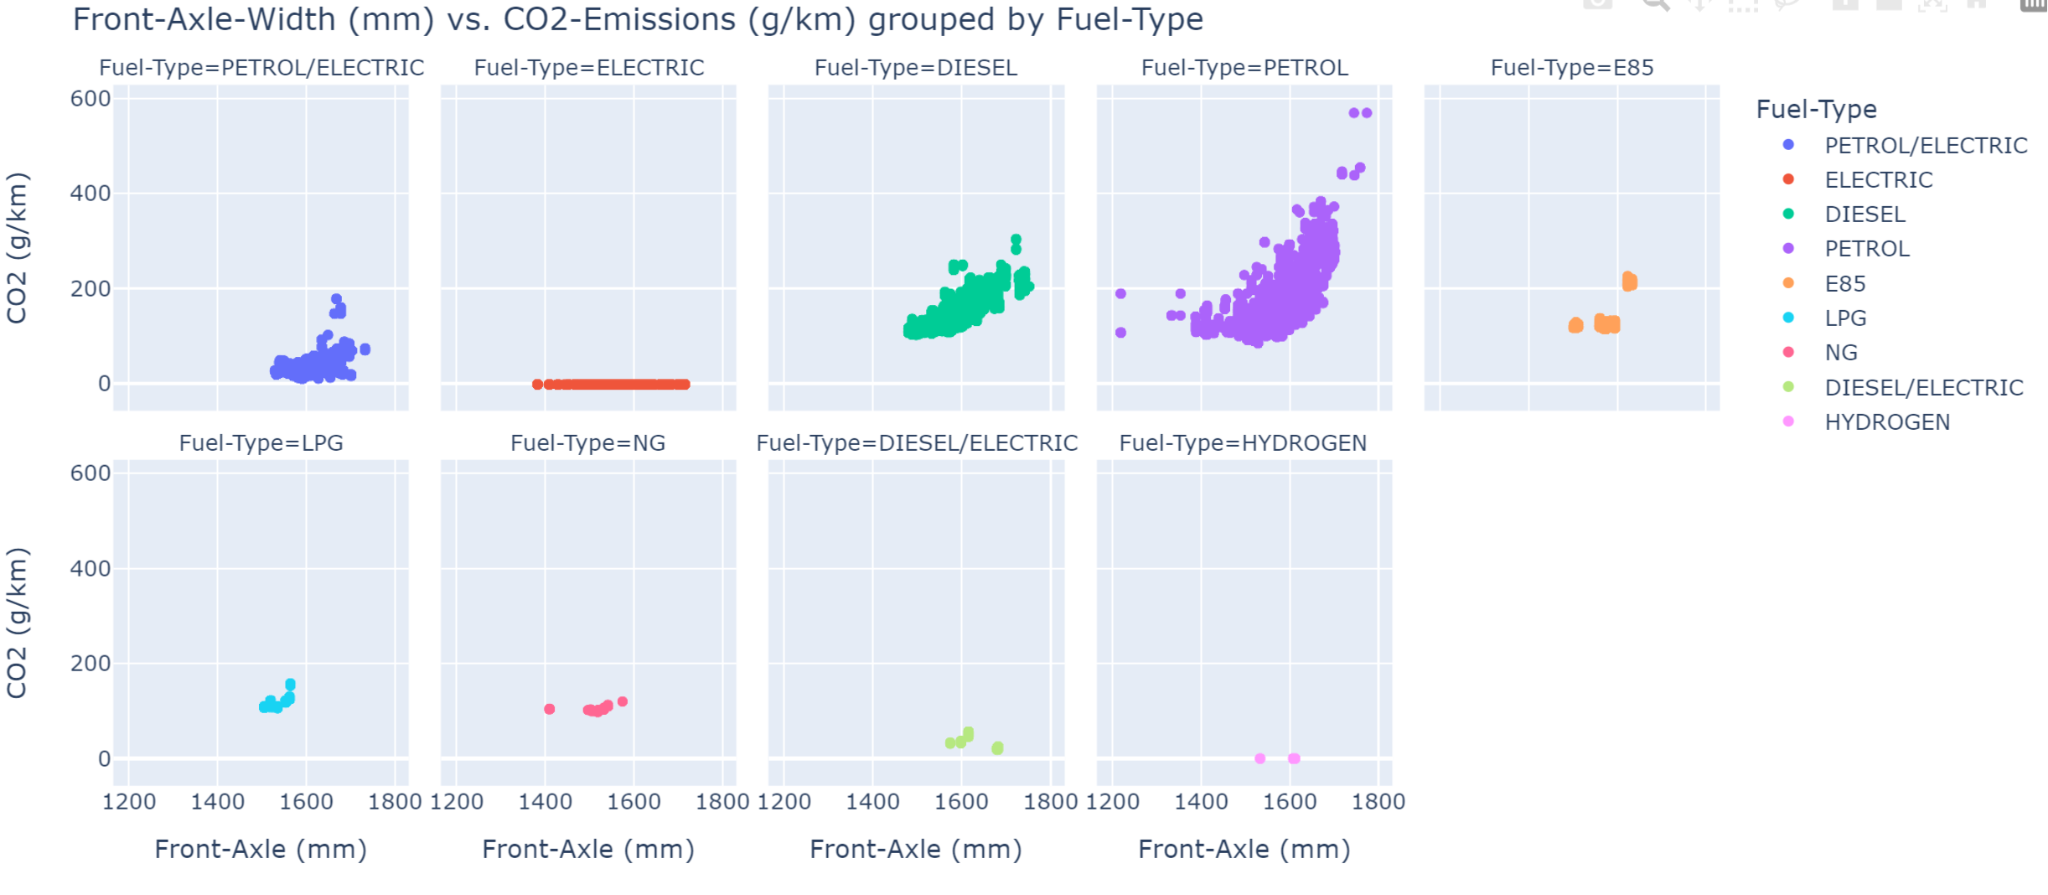 Front-Axle-Width (mm) vs. CO2-Emissions (g/km) grouped by Fuel-Type
Fuel-Type=PETROL/ELECTRIC
Fuel-Type=ELECTRIC
Fuel-Type=DIESEL
Fuel-Type=PETROL
Fuel-Type=E85
600
400
200
0
CO2 (g/km)
Fuel-Type
PETROL/ELECTRIC
ELECTRIC
DIESEL
PETROL
E85
LPG
NG
DIESEL/ELECTRIC
HYDROGEN
Fuel-Type=LPG
Fuel-Type=NG
Fuel-Type=DIESEL/ELECTRIC
Fuel-Type=HYDROGEN
600
400
200
0
CO2 (g/km)
1200 1400 1600 1800
1200 1400 1600 1800
1200 1400 1600 1800
1200 1400 1600 1800
Front-Axle (mm)
Front-Axle (mm)
Front-Axle (mm)
Front-Axle (mm)